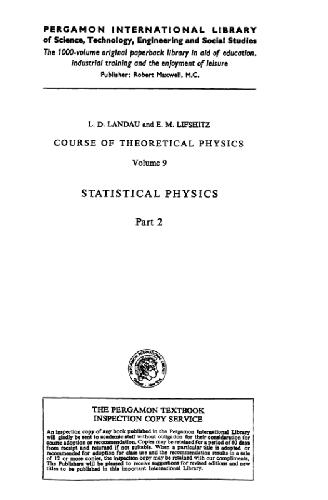 PERGAMON INTERNATIONAL LIBRARY
of Science, Technology, Engineering and Social Studies
The 1000-volume original paperback library in aid of education,
industrial training and the enjoyment of leisure
Publisher: Robert Maxwell, M.C.
L. D. LANDAU and E. M. LIFSHITZ
COURSE OF THEORETICAL PHYSICS
Volume 9
STATISTICAL PHYSICS
Part 2
THE PERGAMON TEXTBOOK
INSPECTION COPY SERVICE
An inspection copy of any book published in the Pergamon International Library
will gladly be sent to academic staff without obligation for their consideration for
course adoption or recommendation. Copies may be retained for a period of 60 days
from receipt and returned if not suitable. When a particular title is adopted or
recommended for adoption for class use and the recommendation results in a sale
of 12 or more copies, the inspection copy may be retained with our compliments.
The Publishers will be pleased to receive suggestions for revised editions and new
titles to be published in this important International Library.